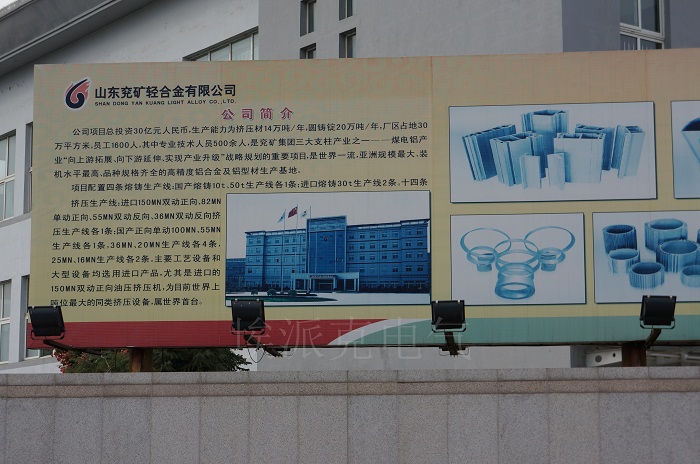 山东兖矿轻合金有限公司
SHAN DONG YAN KUANG LIGHT ALLOY CO.,LTD.
公司简介
公司项目总投资30亿元人民币,生产能力为挤压材14万吨/年,圆铸锭20万吨/年,厂区占地30
万平方米,员工1600人,其中专业技术人员500余人,是兖矿集团三大支柱产业之一———煤电铝产
业"向上游拓展,向下游延伸,实现产业升级"战略规划的重要项目,是世界一流,亚洲规模最大,装
机水平最高,品种规格齐全的高精度铝合金及铝型材生产基地。
项目配置四条熔铸生产线:国产熔铸10t、50t生产线各1条;进口熔铸30t生产线2条,十四条
挤压生产线:进口150MN双动正向、82MN
单动正向、55MN双动反向、36MN双动反向挤
压生产线各1条;国产正向单动100MN、55MN
生产线各1条,36MN、20MN生产线各4条,
25MN、16MN生产线各2条。主要工艺设备和
大型设备均选用进口产品,尤其是进口的
150MN双动正向油压挤压机,为目前世界上
吨位最大的同类挤压设备,属世界首台。
埃派克电气